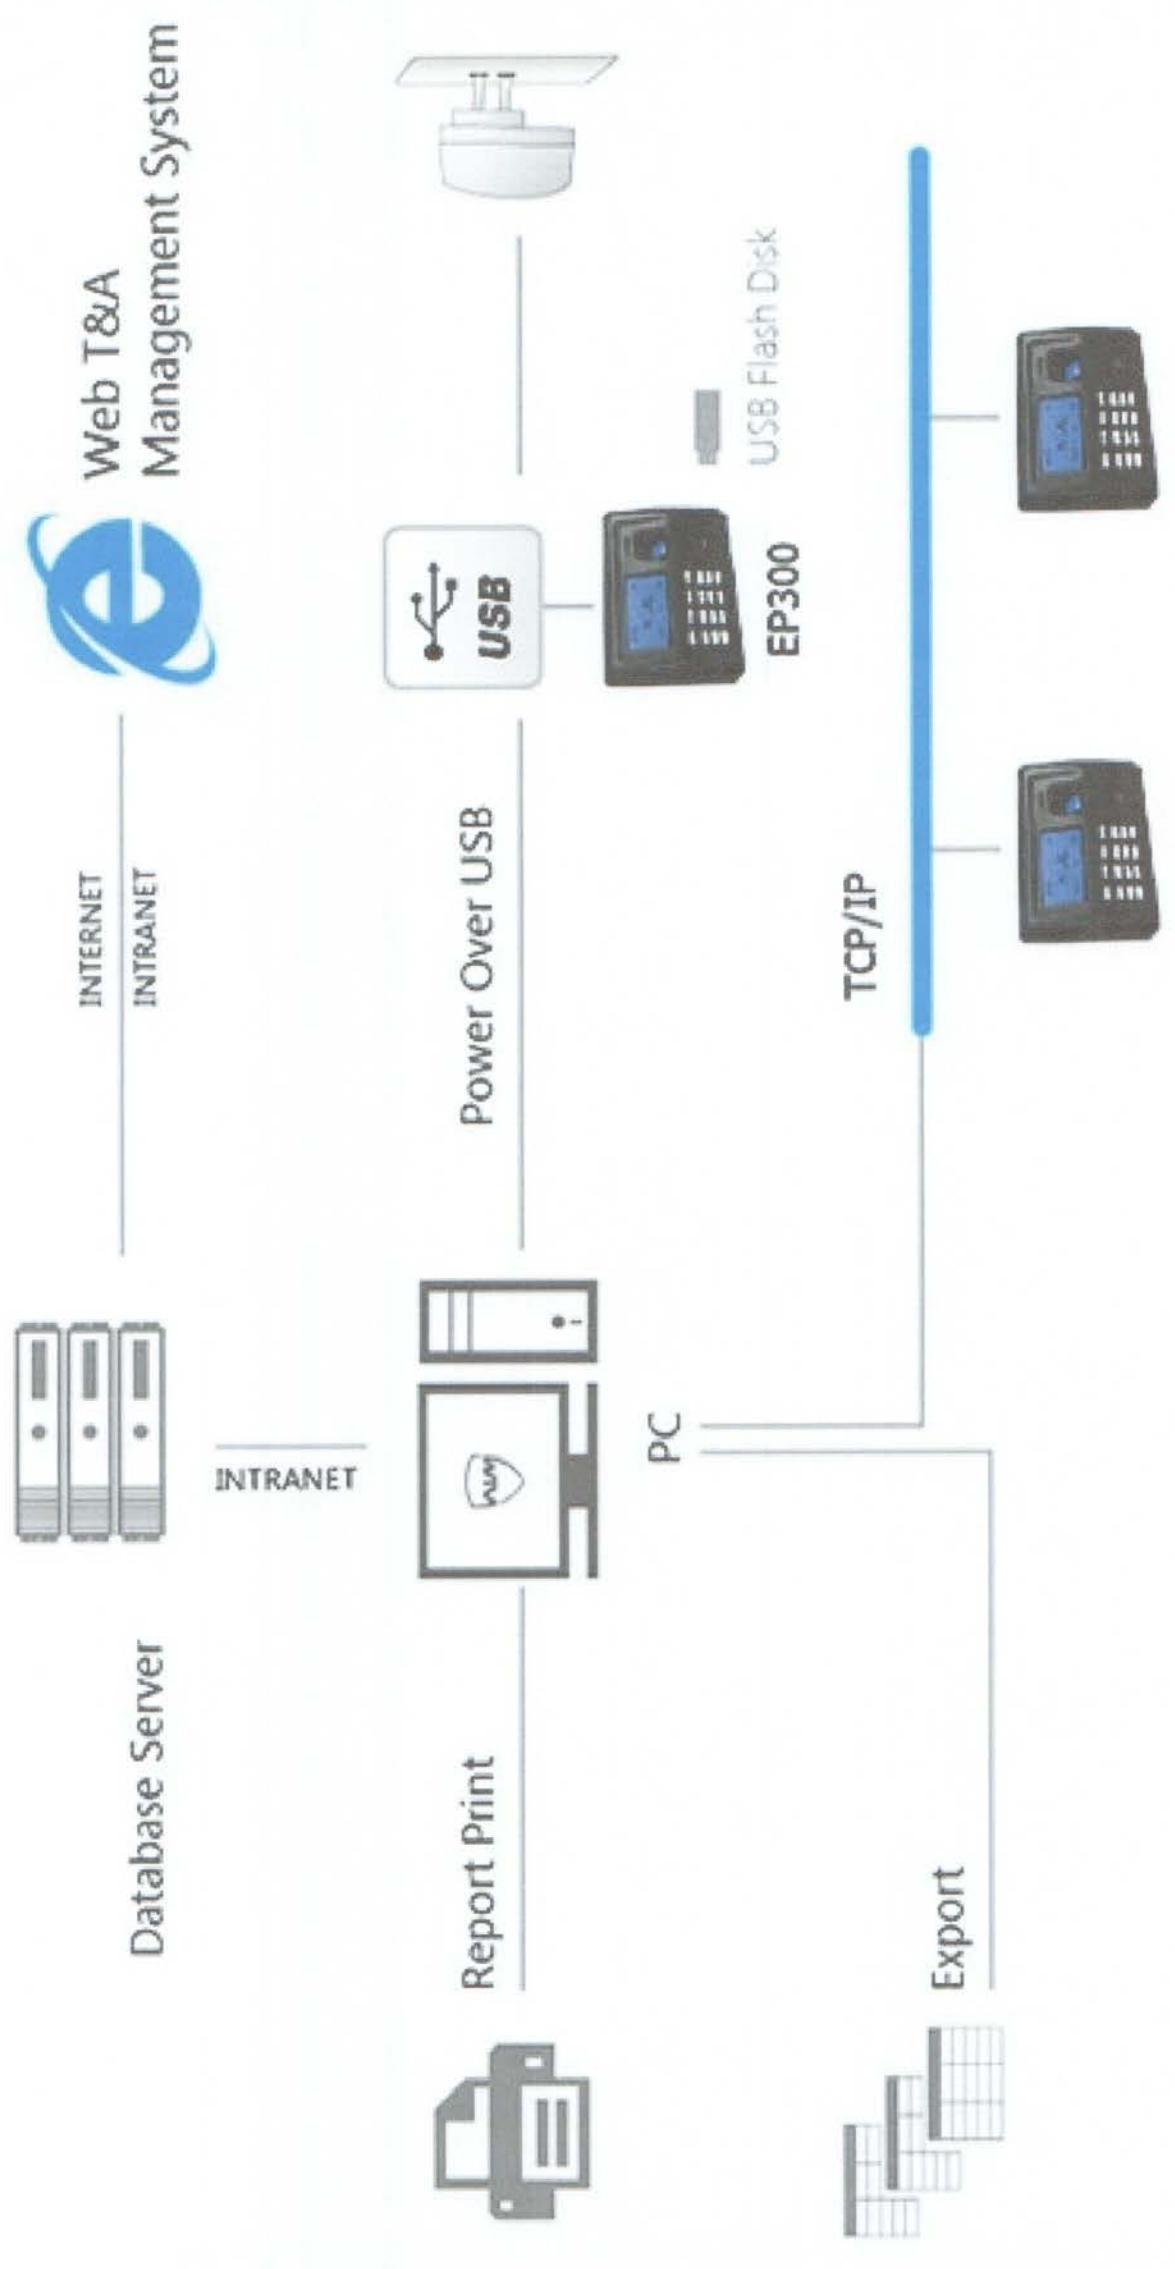 Database Server
INTERNET
INTRANET
Web T&A
Management System
INTRANET
Report Print
Power Over USB
USB
PC
EP300
USB Flash Disk
Export
TCP/IP